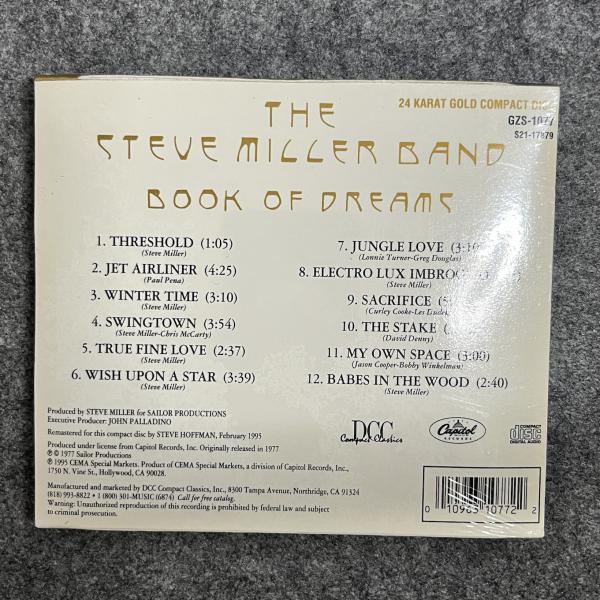 THE
24 KARAT GOLD COMPACT
STEVE MILLER BAND
GZS-1077
BOOK OF DREAMS
1. THRESHOLD (1:05)
(Steve Miller)
2. JET AIRLINER (4:25)
(Paul Pena)
3. WINTER TIME (3:10)
(Steve Miller)
4. SWINGTOWN (3:54)
(Steve Miller-Chris McCarty)
5. TRUE FINE LOVE (2:37)
(Steve Miller)
6. WISH UPON A STAR (3:39)
(Steve Miller)
7. JUNGLE LOVE
(Lonnie Turner-Greg Douglas)
8. ELECTRO LUX
(Steve Miller)
9. SACRIFICE
(Curley Cooke-Les
10. THE STAKE
(David Denny)
11. MY OWN SPACE (3:00)
(Jason Cooper-Bobby Winkelman)
12. BABES IN THE WOOD (2:40)
(Steve Miller)
Produced by STEVE MILLER for SAILOR PRODUCTIONS
Executive Producer: JOHN PALLADINO
Remastered for this compact disc by STEVE HOFFMAN, February 1995
Produced under license from Capitol Records, Inc. Originally released in 1977
℗ © 1977 Sailor Productions
℗ 1995 CEMA Special Markets. Product of CEMA Special Markets, a division of Capitol Records, Inc.,
1750 N. Vine St., Hollywood, CA 90028.
Manufactured and marketed by DCC Compact Classics, Inc., 8300 Tampa Avenue, Northridge, CA 91324
(818) 993-8822 • 1 (800) 301-MUSIC (6874) Call for free catalog.
Warning: Unauthorized reproduction of this recording is prohibited by federal law and subject
to criminal prosecution.
DCC
Compact Classics
Capitol
RECORDS
COMPACT
disc
DIGITAL AUDIO
0 10963 10772 2